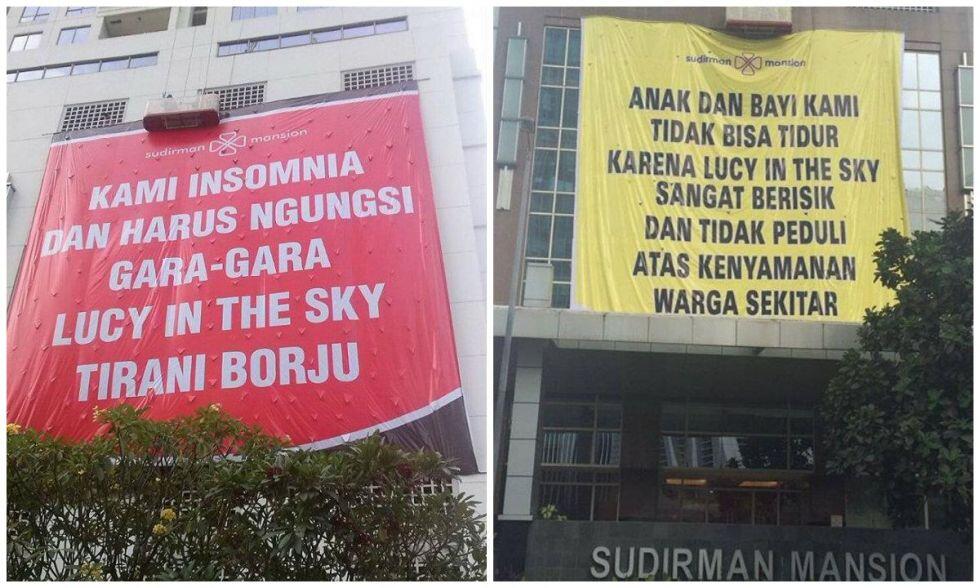 sudirman mansion
KAMI INSOMNIA
DAN HARUS NGUNGSI
GARA-GARA
LUCY IN THE SKY
TIRANI BORJU
sudirman mansion
ANAK DAN BAYI KAMI
TIDAK BISA TIDUR
KARENA LUCY IN THE SKY
SANGAT BERISIK
DAN TIDAK PEDULI
ATAS KENYAMANAN
WARGA SEKITAR
SUDIRMAN MANSION